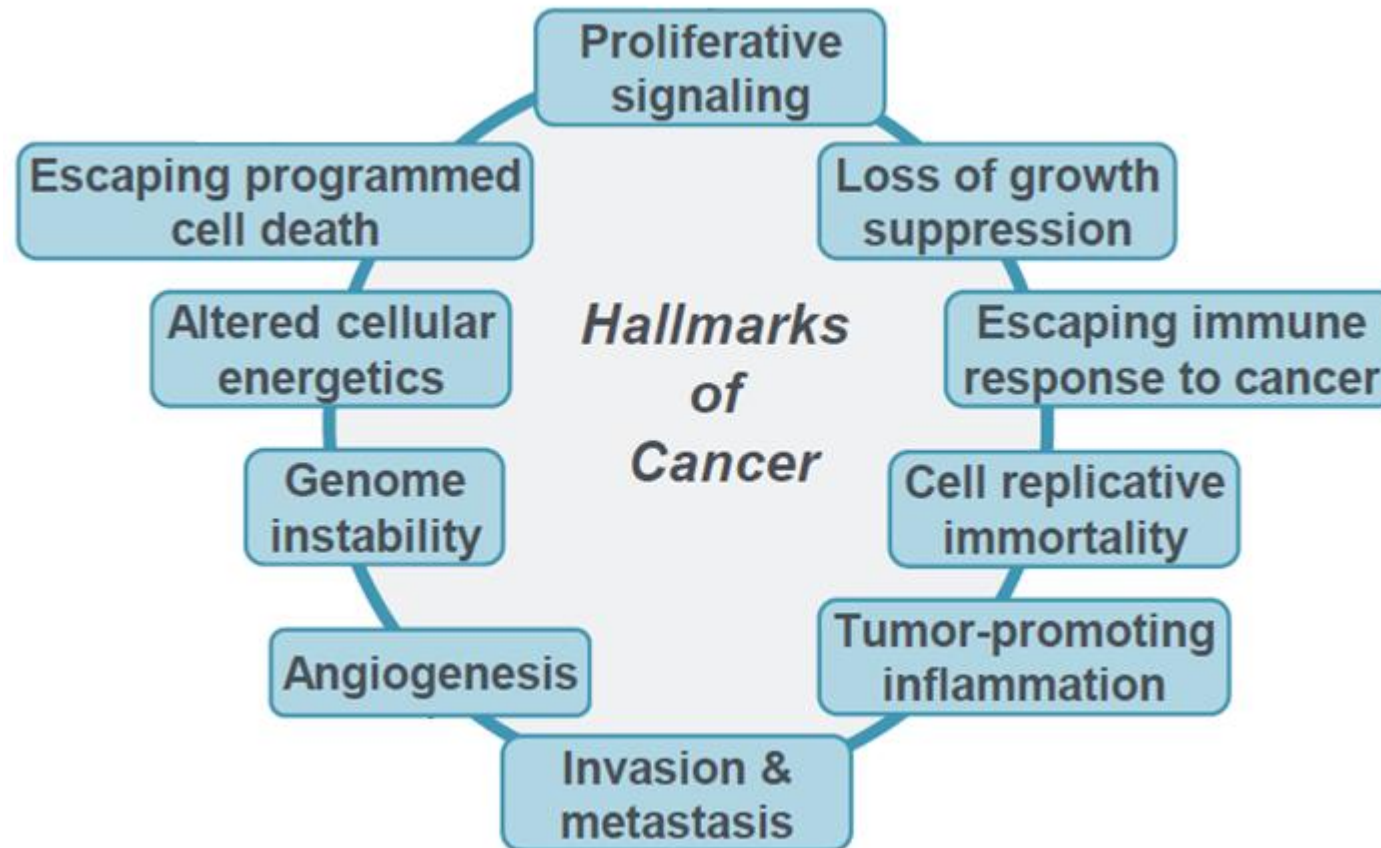 Proliferative
signaling
Escaping programmed
cell death
Loss of growth
suppression
Altered cellular
energetics
Hallmarks
of
Cancer
Escaping immune
response to cancer
Genome
instability
Cell replicative
immortality
Angiogenesis
Tumor-promoting
inflammation
Invasion &
metastasis